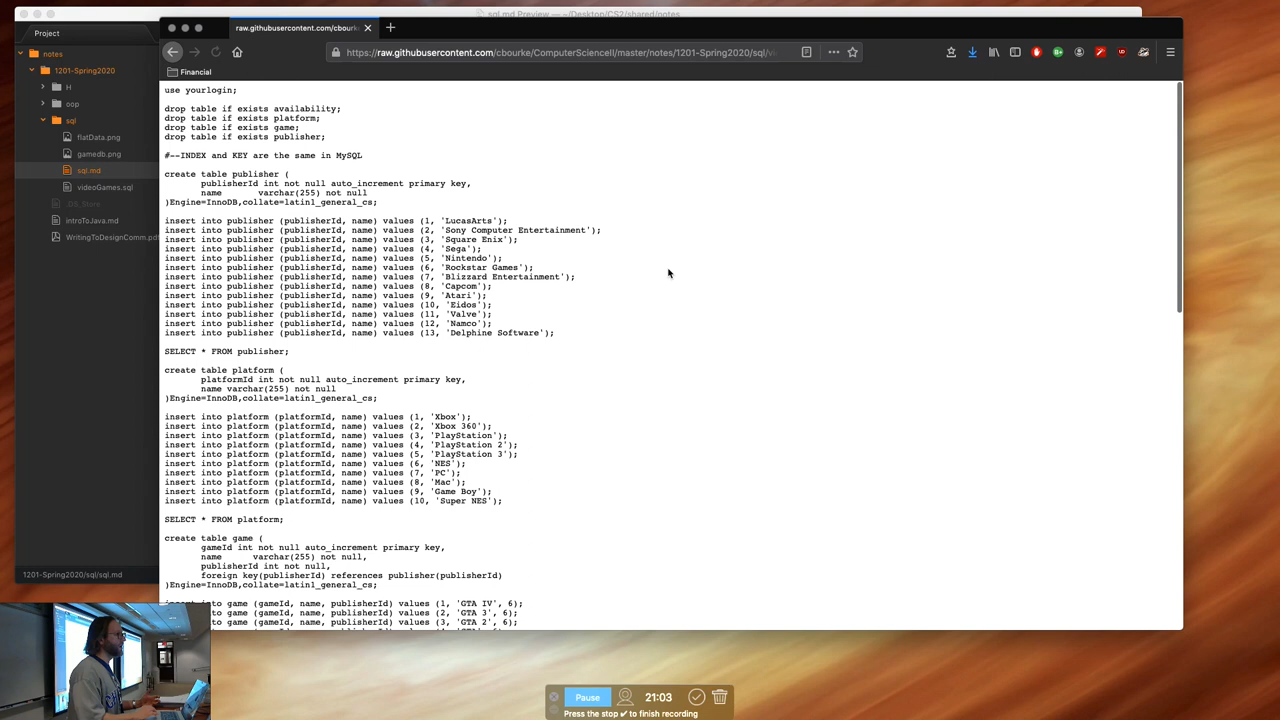 sql.md Preview — ~/Desktop/CS2/shared/notes
Project
notes
1201-Spring2020
H
oop
sql
flatData.png
gamedb.png
sql.md
videoGames.sql
.DS_Store
introToJava.md
WritingToDesignComm.pdf
1201-Spring2020/sql/sql.md
raw.githubusercontent.com/cbourke
https://raw.githubusercontent.com/cbourke/ComputerScienceII/master/notes/1201-Spring2020/sql/
Financial
use yourlogin;
drop table if exists availability;
drop table if exists platform;
drop table if exists game;
drop table if exists publisher;
#--INDEX and KEY are the same in MySQL
create table publisher (
publisherId int not null auto_increment primary key,
name varchar(255) not null
)Engine=InnoDB,collate=latin1_general_cs;
insert into publisher (publisherId, name) values (1, 'LucasArts');
insert into publisher (publisherId, name) values (2, 'Sony Computer Entertainment');
insert into publisher (publisherId, name) values (3, 'Square Enix');
insert into publisher (publisherId, name) values (4, 'Sega');
insert into publisher (publisherId, name) values (5, 'Nintendo');
insert into publisher (publisherId, name) values (6, 'Rockstar Games');
insert into publisher (publisherId, name) values (7, 'Blizzard Entertainment');
insert into publisher (publisherId, name) values (8, 'Capcom');
insert into publisher (publisherId, name) values (9, 'Atari');
insert into publisher (publisherId, name) values (10, 'Eidos');
insert into publisher (publisherId, name) values (11, 'Valve');
insert into publisher (publisherId, name) values (12, 'Namco');
insert into publisher (publisherId, name) values (13, 'Delphine Software');
SELECT * FROM publisher;
create table platform (
platformId int not null auto_increment primary key,
name varchar(255) not null
)Engine=InnoDB,collate=latin1_general_cs;
insert into platform (platformId, name) values (1, 'Xbox');
insert into platform (platformId, name) values (2, 'Xbox 360');
insert into platform (platformId, name) values (3, 'PlayStation');
insert into platform (platformId, name) values (4, 'PlayStation 2');
insert into platform (platformId, name) values (5, 'PlayStation 3');
insert into platform (platformId, name) values (6, 'NES');
insert into platform (platformId, name) values (7, 'PC');
insert into platform (platformId, name) values (8, 'Mac');
insert into platform (platformId, name) values (9, 'Game Boy');
insert into platform (platformId, name) values (10, 'Super NES');
SELECT * FROM platform;
create table game (
gameId int not null auto_increment primary key,
name varchar(255) not null,
publisherId int not null,
foreign key(publisherId) references publisher(publisherId)
)Engine=InnoDB,collate=latin1_general_cs;
insert into game (gameId, name, publisherId) values (1, 'GTA IV', 6);
to game (gameId, name, publisherId) values (2, 'GTA 3', 6);
to game (gameId, name, publisherId) values (3, 'GTA 2', 6);
Pause
21:03
Press the stop ✔ to finish recording